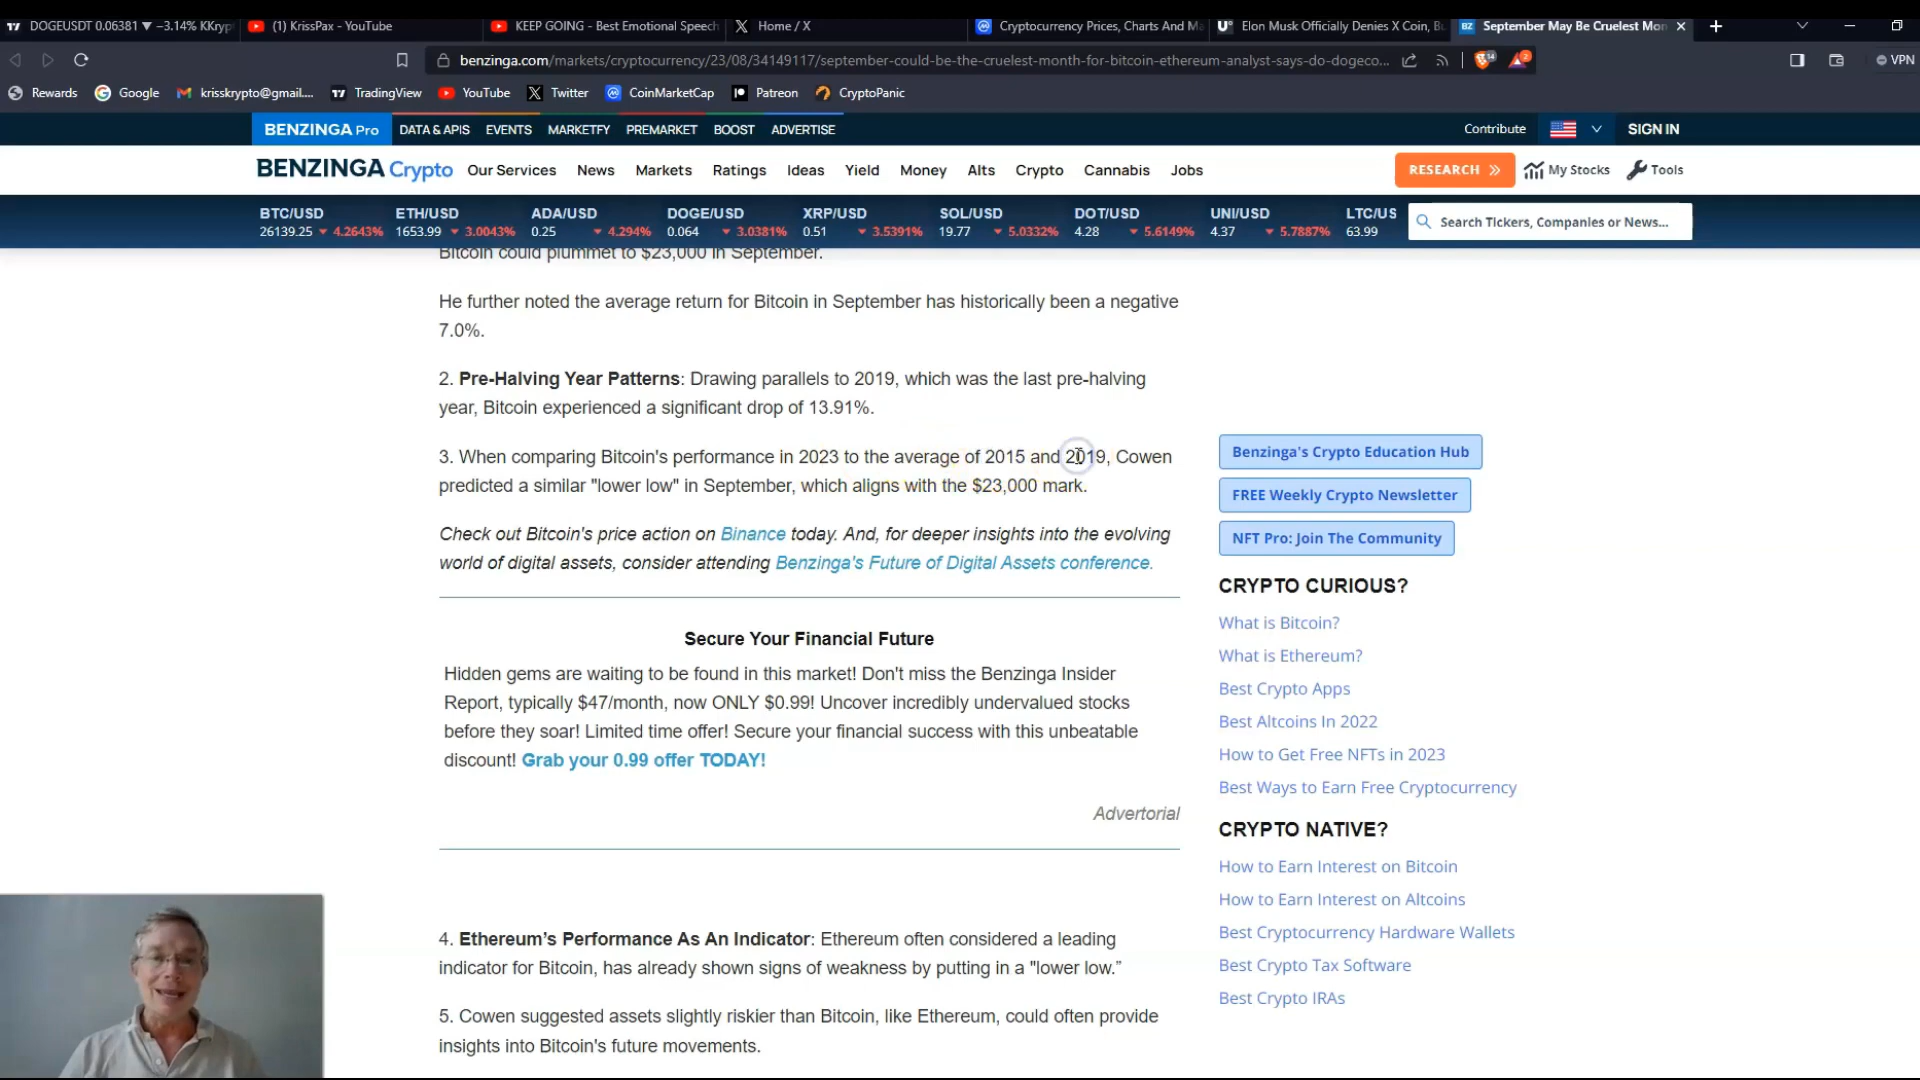 DOGEUSDT 0.06381 ▼ −3.14% KKryp
(1) KrissPax - YouTube
KEEP GOING - Best Emotional Speech
Home / X
Cryptocurrency Prices, Charts And Ma
Elon Musk Officially Denies X Coin, Bu
September May Be Cruelest Mon
benzinga.com/markets/cryptocurrency/23/08/34149117/september-could-be-the-cruelest-month-for-bitcoin-ethereum-analyst-says-do-dogeco...
14
2
VPN
Rewards
Google
krisskrypto@gmail....
TradingView
YouTube
Twitter
CoinMarketCap
Patreon
CryptoPanic
BENZINGA Pro
DATA & APIS
EVENTS
MARKETFY
PREMARKET
BOOST
ADVERTISE
Contribute
SIGN IN
BENZINGA Crypto
Our Services
News
Markets
Ratings
Ideas
Yield
Money
Alts
Crypto
Cannabis
Jobs
RESEARCH
My Stocks
Tools
BTC/USD
26139.25 4.2643%
ETH/USD
1653.99 3.0043%
ADA/USD
0.25 4.294%
DOGE/USD
0.064 3.0381%
XRP/USD
0.51 3.5391%
SOL/USD
19.77 5.0332%
DOT/USD
4.28 5.6149%
UNI/USD
4.37 5.7887%
LTC/US
63.99
Search Tickers, Companies or News...
Bitcoin could plummet to $23,000 in September.
He further noted the average return for Bitcoin in September has historically been a negative
7.0%.
2. Pre-Halving Year Patterns: Drawing parallels to 2019, which was the last pre-halving
year, Bitcoin experienced a significant drop of 13.91%.
3. When comparing Bitcoin's performance in 2023 to the average of 2015 and 2019, Cowen
predicted a similar "lower low" in September, which aligns with the $23,000 mark.
Check out Bitcoin's price action on Binance today. And, for deeper insights into the evolving
world of digital assets, consider attending Benzinga's Future of Digital Assets conference.
Secure Your Financial Future
Hidden gems are waiting to be found in this market! Don't miss the Benzinga Insider
Report, typically $47/month, now ONLY $0.99! Uncover incredibly undervalued stocks
before they soar! Limited time offer! Secure your financial success with this unbeatable
discount! Grab your 0.99 offer TODAY!
Advertorial
4. Ethereum’s Performance As An Indicator: Ethereum often considered a leading
indicator for Bitcoin, has already shown signs of weakness by putting in a "lower low.”
5. Cowen suggested assets slightly riskier than Bitcoin, like Ethereum, could often provide
insights into Bitcoin's future movements.
Benzinga's Crypto Education Hub
FREE Weekly Crypto Newsletter
NFT Pro: Join The Community
CRYPTO CURIOUS?
What is Bitcoin?
What is Ethereum?
Best Crypto Apps
Best Altcoins In 2022
How to Get Free NFTs in 2023
Best Ways to Earn Free Cryptocurrency
CRYPTO NATIVE?
How to Earn Interest on Bitcoin
How to Earn Interest on Altcoins
Best Cryptocurrency Hardware Wallets
Best Crypto Tax Software
Best Crypto IRAs